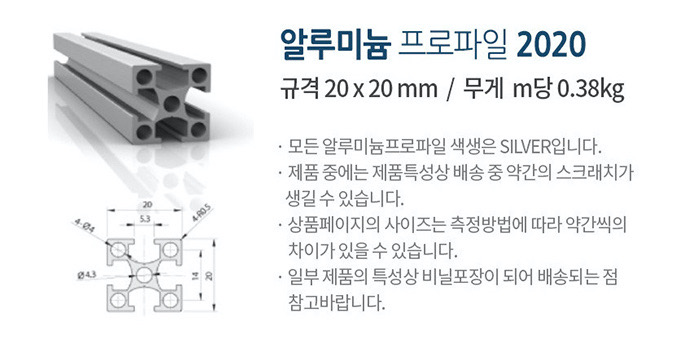 알루미늄 프로파일 2020
규격 20 x 20 mm / 무게 m당 0.38kg
· 모든 알루미늄프로파일 색생은 SILVER입니다.
· 제품 중에는 제품특성상 배송 중 약간의 스크래치가
생길 수 있습니다.
· 상품페이지의 사이즈는 측정방법에 따라 약간씩의
차이가 있을 수 있습니다.
· 일부 제품의 특성상 비닐포장이 되어 배송되는 점
참고바랍니다.
20
5.3
4-Ø4
4-R0.5
Ø4.3
14
20